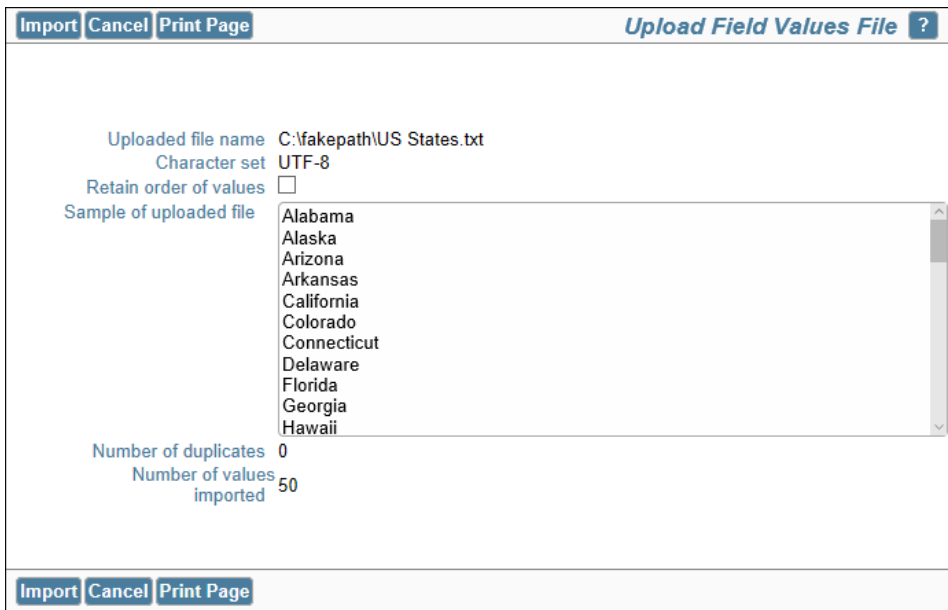 Import Cancel Print Page Upload Field Values File ?
Uploaded file name C:\fakepath\US States.txt
Character set UTF-8
Retain order of values
Sample of uploaded file Alabama
Alaska
Arizona
Arkansas
California
Colorado
Connecticut
Delaware
Florida
Georgia
Hawaii
Number of duplicates 0
Number of values
imported 50
Import Cancel Print Page